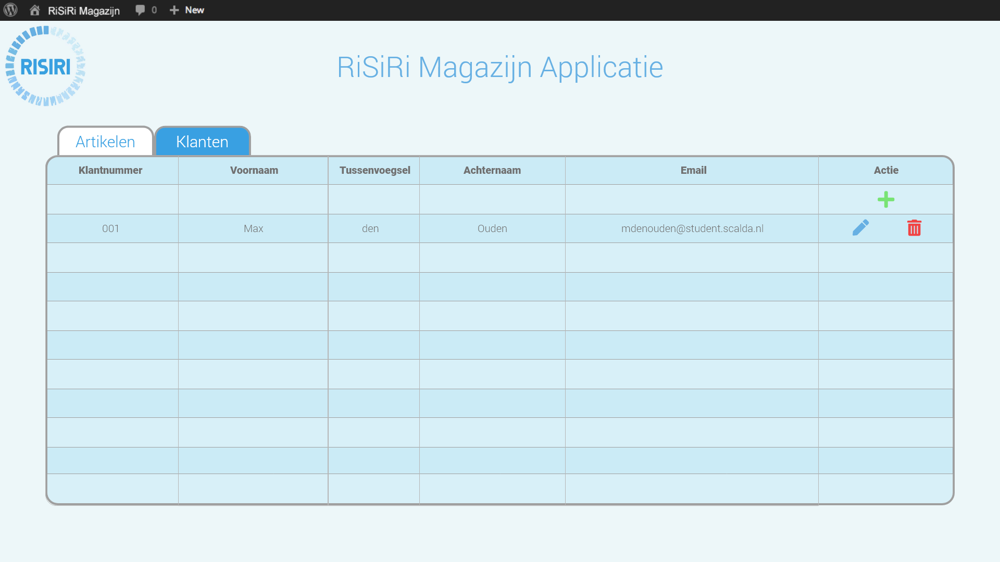 RiSiRi Magazijn 0 New
RISIRI
RiSiRi Magazijn Applicatie
Artikelen Klanten
Klantnummer Voornaam Tussenvoegsel Achternaam Email Actie
001 Max den Ouden mdenouden@student.scalda.nl